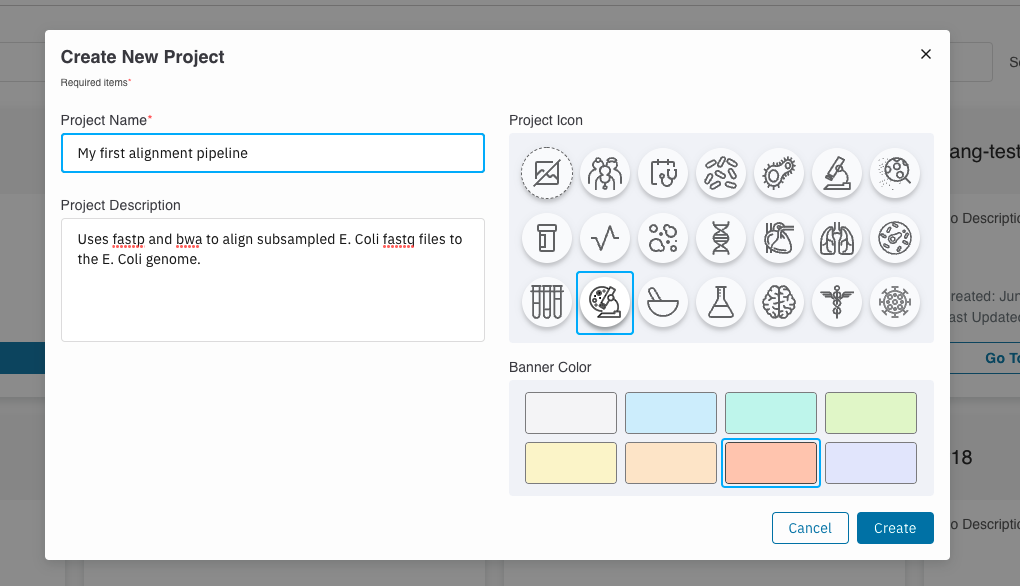 Create New Project
Required items*
Project Name*
My first alignment pipeline
Project Description
Uses fastp and bwa to align subsampled E. Coli fastq files to
the E. Coli genome.
Project Icon
Banner Color
Cancel
Create
ang-test
o Descriptio
reated: Jun
ast Update
Go To
18
o Descriptio